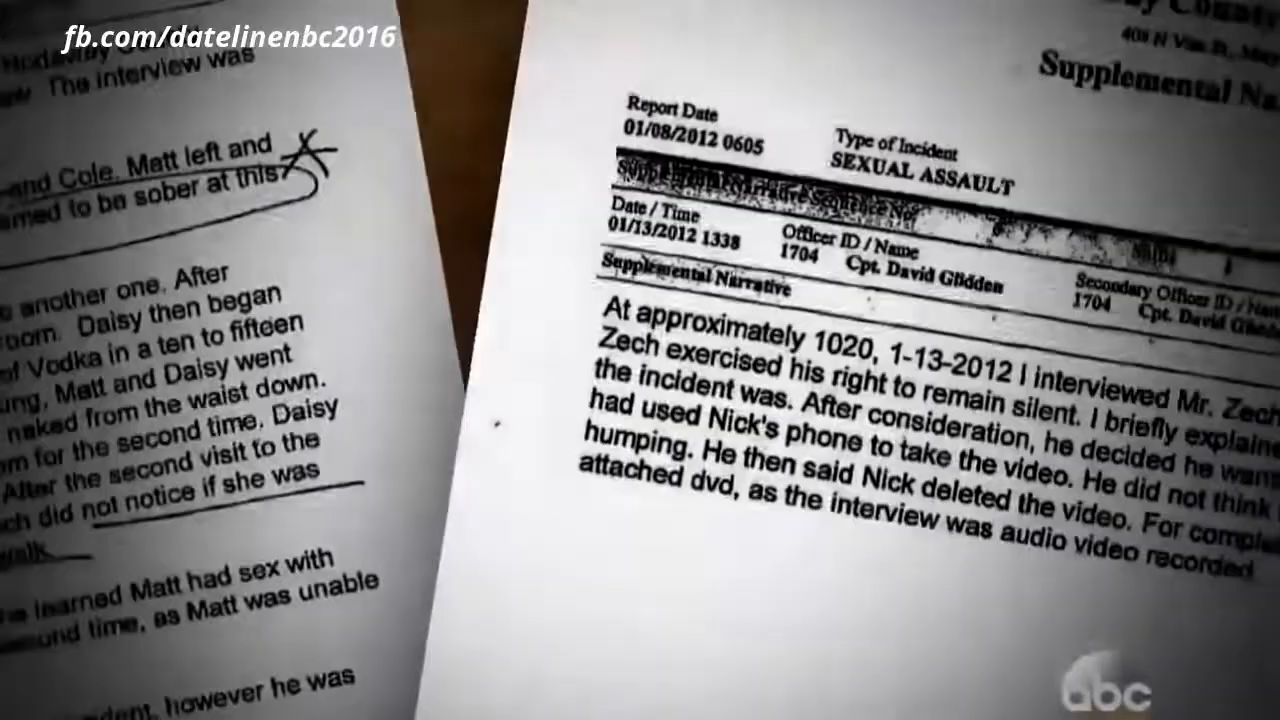 fb.com/datelinenbc2016
The interview was
and Cole. Matt left and
to be sober at this
another one. After
Daisy then began
of Vodka in a ten to fifteen
Matt and Daisy went
naked from the waist down.
for the second time. Daisy
After the second visit to the
did not notice if she was
walk
learned Matt had sex with
time, as Matt was unable
however he was
Supplemental
Report Date
01/08/2012 0605
Type of Incident
SEXUAL ASSAULT
Supplemental Narrative Sequence No
Date / Time
01/13/2012 1338
Officer ID / Name
1704 Cpt. David Glidden
Secondary Officer ID /
1704 Cpt. David
Supplemental Narrative
At approximately 1020, 1-13-2012 I interviewed Mr. Zech
Zech exercised his right to remain silent. I briefly
the incident was. After consideration, he decided he
had used Nick's phone to take the video. He did not think
humping. He then said Nick deleted the video. For
attached dvd, as the interview was audio video recorded
abc